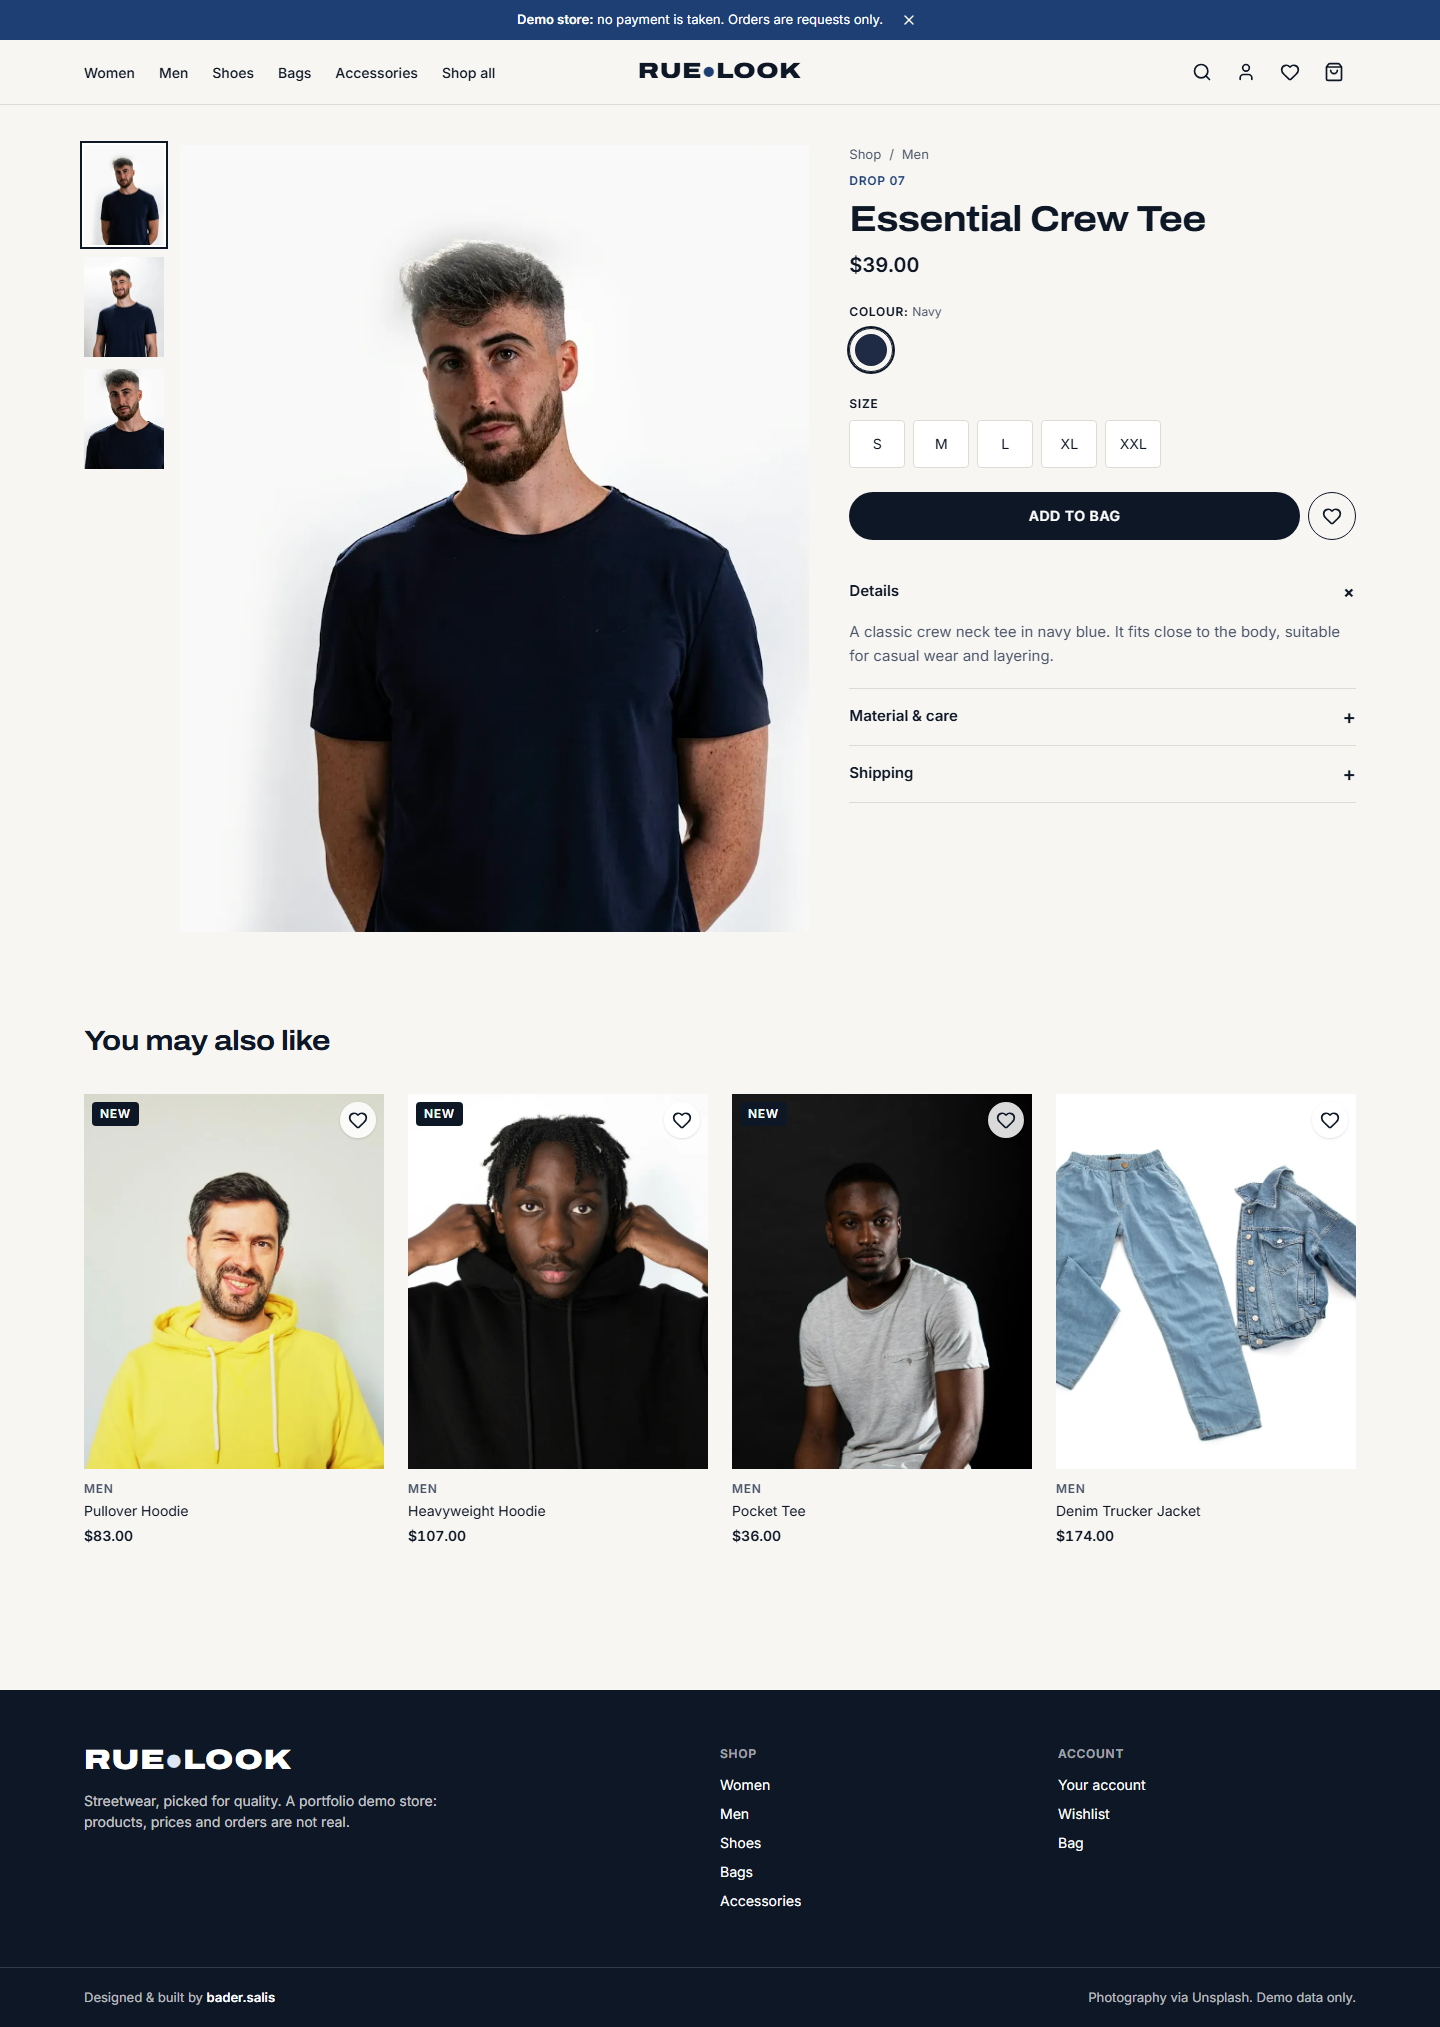 Demo store: no payment is taken. Orders are requests only.
Women Men Shoes Bags Accessories Shop all
RUE•LOOK
Shop / Men
DROP 07
Essential Crew Tee
$39.00
COLOUR: Navy
SIZE
S M L XL XXL
ADD TO BAG
Details
A classic crew neck tee in navy blue. It fits close to the body, suitable
for casual wear and layering.
Material & care
Shipping
You may also like
NEW
MEN
Pullover Hoodie
$83.00
NEW
MEN
Heavyweight Hoodie
$107.00
NEW
MEN
Pocket Tee
$36.00
MEN
Denim Trucker Jacket
$174.00
RUE•LOOK
Streetwear, picked for quality. A portfolio demo store:
products, prices and orders are not real.
SHOP
Women
Men
Shoes
Bags
Accessories
ACCOUNT
Your account
Wishlist
Bag
Designed & built by bader.salis
Photography via Unsplash. Demo data only.